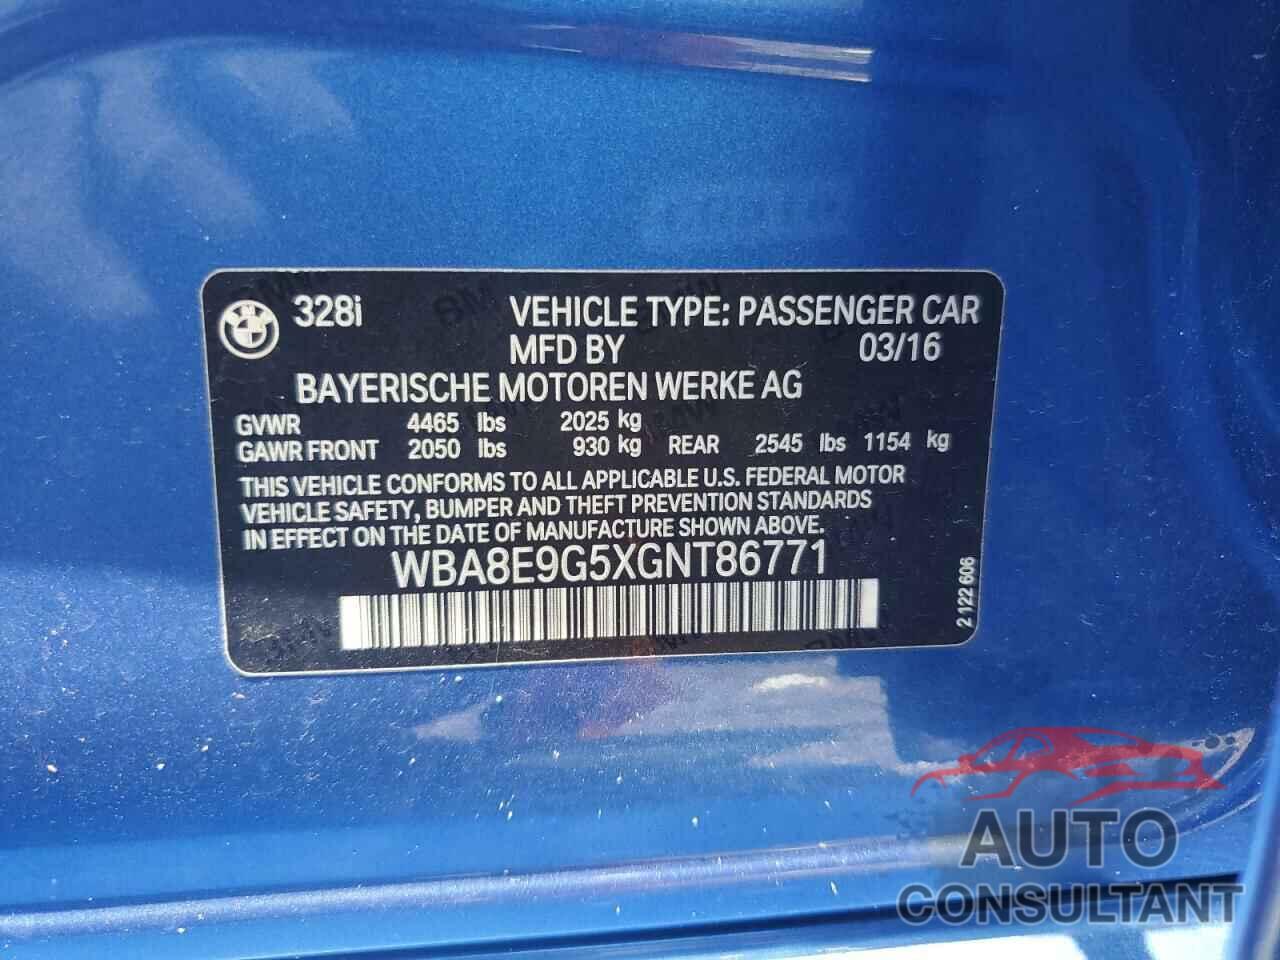 328i VEHICLE TYPE: PASSENGER CAR
MFD BY 03/16
BAYERISCHE MOTOREN WERKE AG
GVWR 4465 lbs 2025 kg
GAWR FRONT 2050 lbs 930 kg REAR 2545 lbs 1154 kg
THIS VEHICLE CONFORMS TO ALL APPLICABLE U.S. FEDERAL MOTOR
VEHICLE SAFETY, BUMPER AND THEFT PREVENTION STANDARDS
IN EFFECT ON THE DATE OF MANUFACTURE SHOWN ABOVE.
WBA8E9G5XGNT86771
2 122 606
AUTO
CONSULTANT